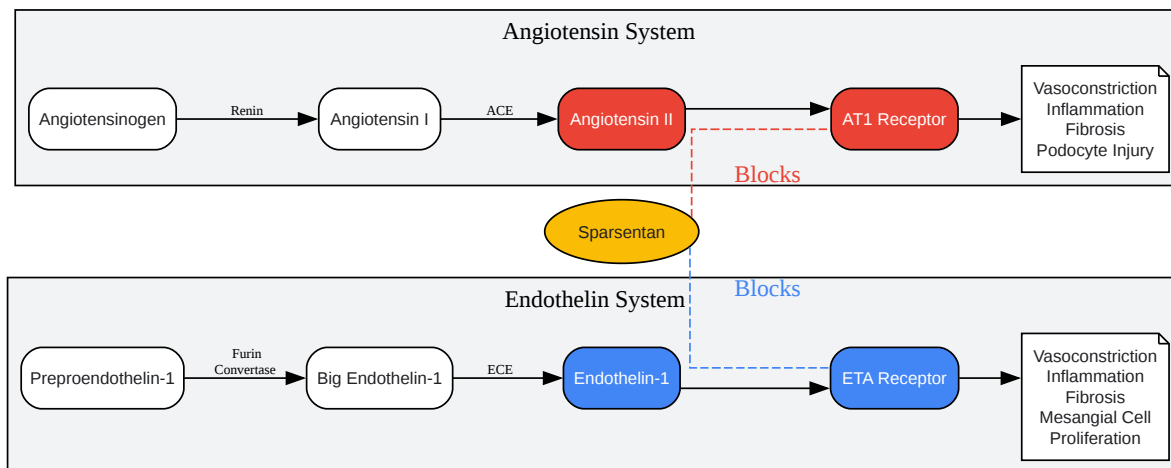 Angiotensin System
Angiotensinogen
Renin
Angiotensin I
ACE
Angiotensin II
AT1 Receptor
Vasoconstriction
Inflammation
Fibrosis
Podocyte Injury
Blocks
Sparsentan
Blocks
Endothelin System
Preproendothelin-1
Furin
Convertase
Big Endothelin-1
ECE
Endothelin-1
ETA Receptor
Vasoconstriction
Inflammation
Fibrosis
Mesangial Cell
Proliferation